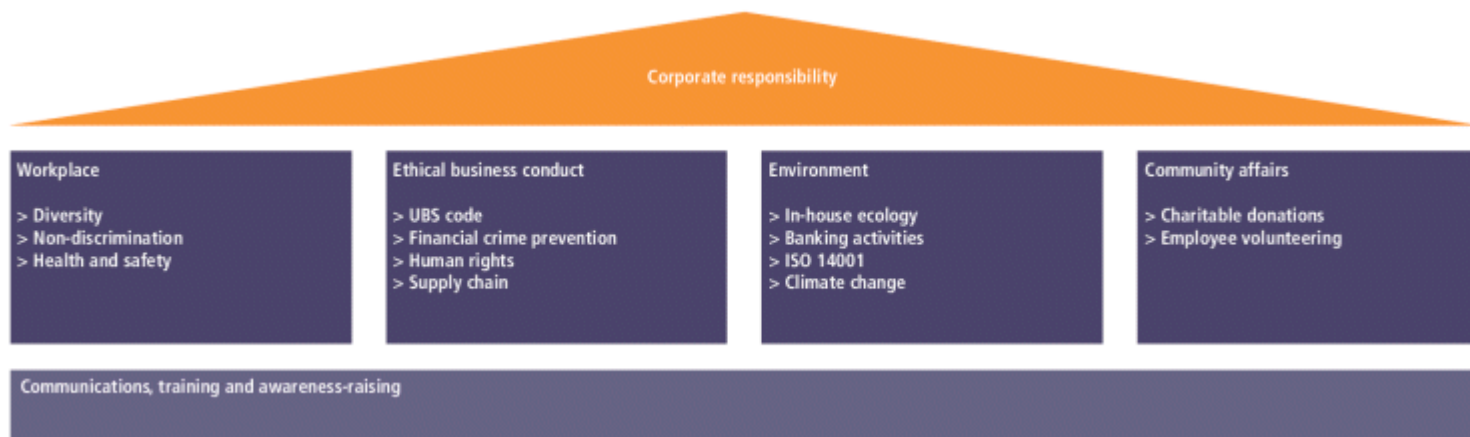 Corporate responsibility
Workplace
> Diversity
> Non-discrimination
> Health and safety
Ethical business conduct
> UBS code
> Financial crime prevention
> Human rights
> Supply chain
Environment
> In-house ecology
> Banking activities
> ISO 14001
> Climate change
Community affairs
> Charitable donations
> Employee volunteering
Communications, training and awareness-raising